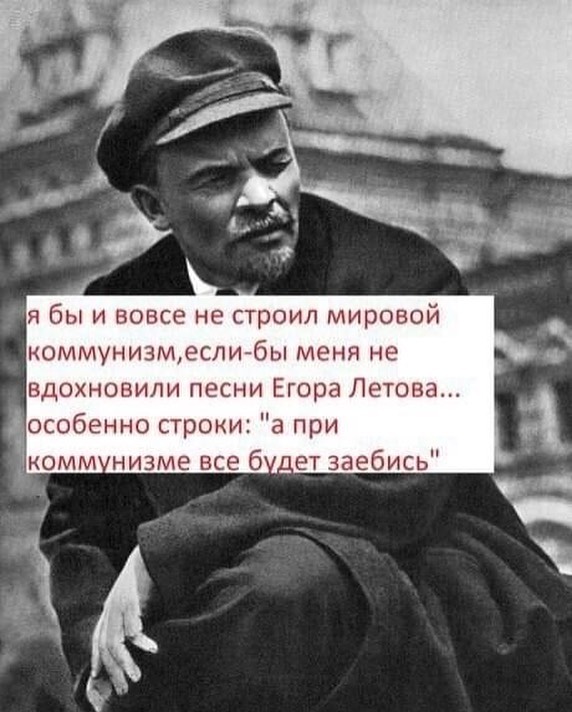 я бы и вовсе не строил мировой
коммунизм,если-бы меня не
вдохновили песни Егора Летова...
особенно строки: "а при
коммунизме все будет заебись"